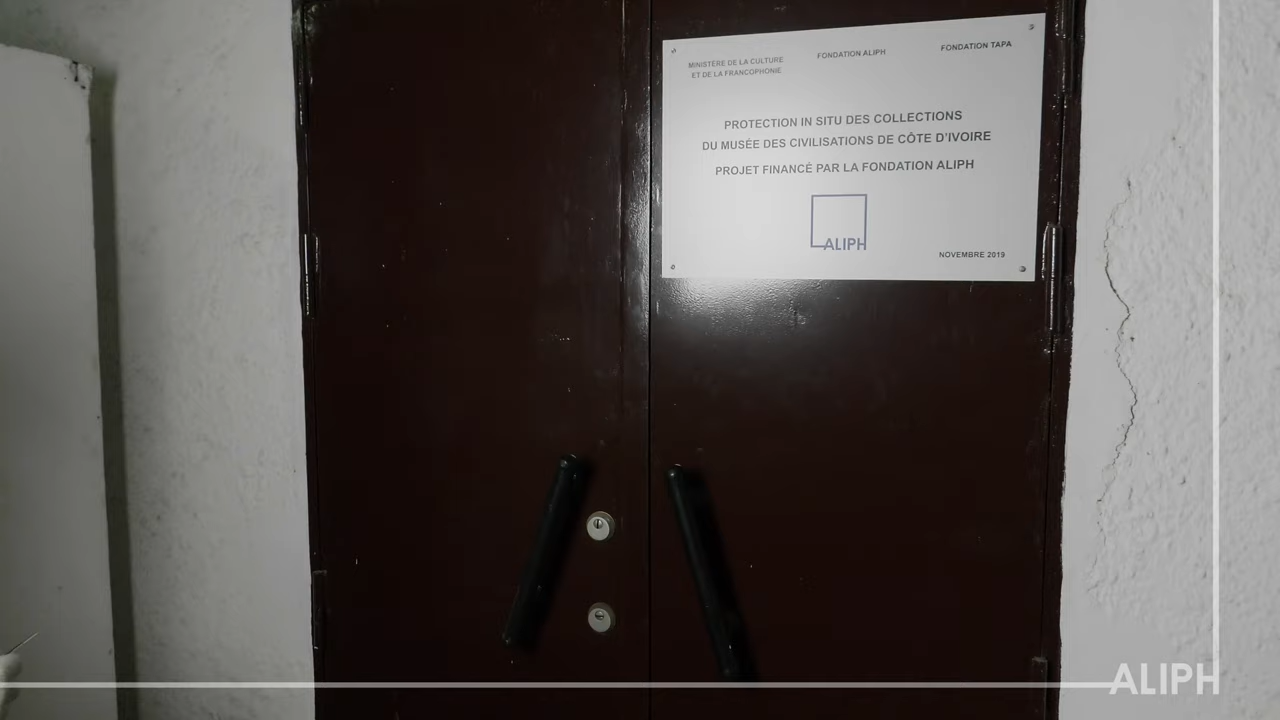 MINISTERE DE LA CULTURE
ET DE LA FRANCOPHONIE
FONDATION ALIPH
FONDATION TAPA
PROTECTION IN SITU DES COLLECTIONS
DU MUSÉE DES CIVILISATIONS DE CÔTE D'IVOIRE
PROJET FINANCÉ PAR LA FONDATION ALIPH
ALIPH
NOVEMBRE 2019
ALIPH